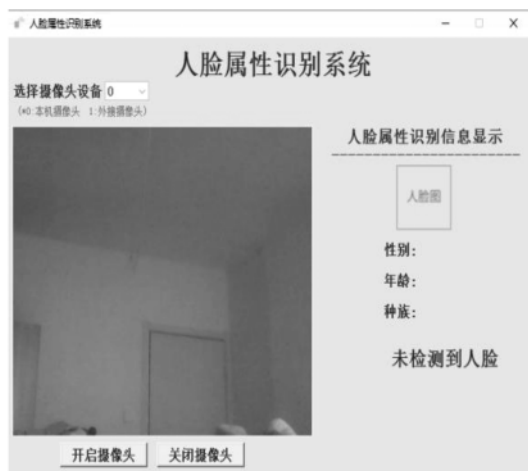 人脸属性识别系统
人脸属性识别系统
选择摄像头设备 0
(*0:本机摄像头 1:外接摄像头)
人脸属性识别信息显示
人脸图
性别:
年龄:
种族:
未检测到人脸
开启摄像头 关闭摄像头